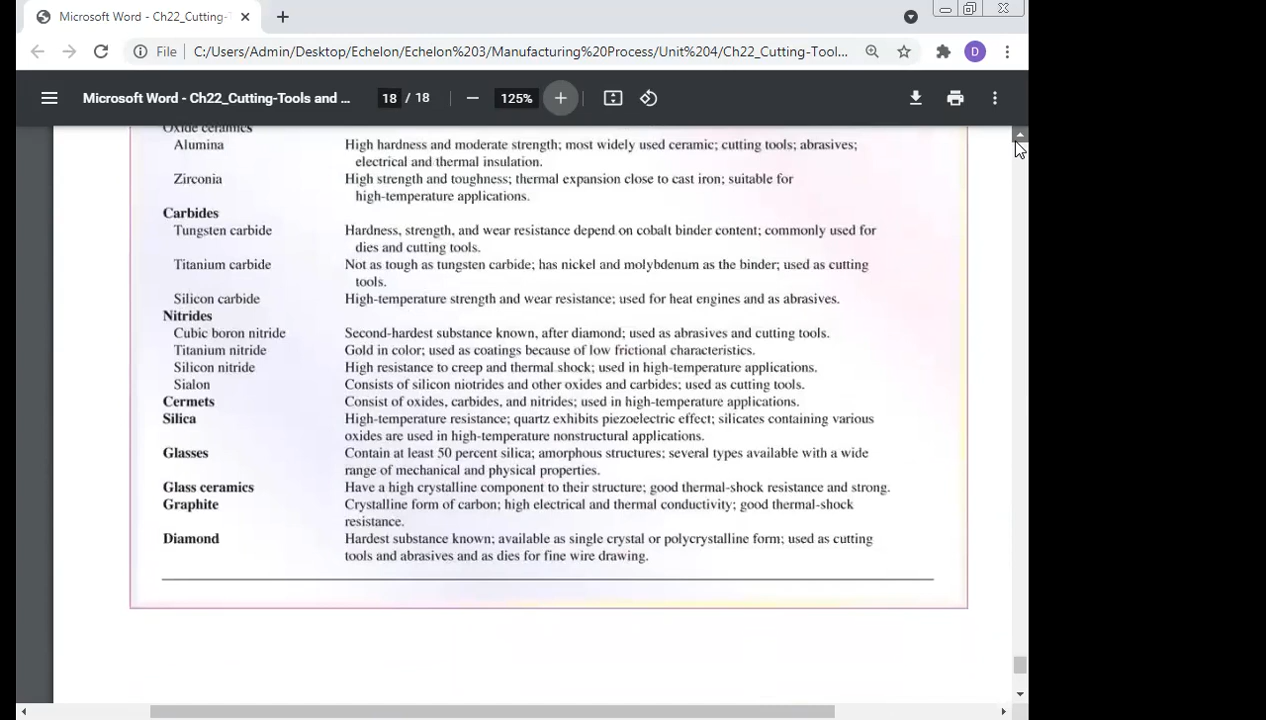 Microsoft Word - Ch22_Cutting-T
File C:/Users/Admin/Desktop/Echelon/Echelon%203/Manufacturing%20Process/Unit%204/Ch22_Cutting-Tool... D
Microsoft Word - Ch22_Cutting-Tools and ... 18 / 18 125%
Oxide ceramics
Alumina High hardness and moderate strength; most widely used ceramic; cutting tools; abrasives;
electrical and thermal insulation.
Zirconia High strength and toughness; thermal expansion close to cast iron; suitable for
high-temperature applications.
Carbides
Tungsten carbide Hardness, strength, and wear resistance depend on cobalt binder content; commonly used for
dies and cutting tools.
Titanium carbide Not as tough as tungsten carbide; has nickel and molybdenum as the binder; used as cutting
tools.
Silicon carbide High-temperature strength and wear resistance; used for heat engines and as abrasives.
Nitrides
Cubic boron nitride Second-hardest substance known, after diamond; used as abrasives and cutting tools.
Titanium nitride Gold in color; used as coatings because of low frictional characteristics.
Silicon nitride High resistance to creep and thermal shock; used in high-temperature applications.
Sialon Consists of silicon niotrides and other oxides and carbides; used as cutting tools.
Cermets Consist of oxides, carbides, and nitrides; used in high-temperature applications.
Silica High-temperature resistance; quartz exhibits piezoelectric effect; silicates containing various
oxides are used in high-temperature nonstructural applications.
Glasses Contain at least 50 percent silica; amorphous structures; several types available with a wide
range of mechanical and physical properties.
Glass ceramics Have a high crystalline component to their structure; good thermal-shock resistance and strong.
Graphite Crystalline form of carbon; high electrical and thermal conductivity; good thermal-shock
resistance.
Diamond Hardest substance known; available as single crystal or polycrystalline form; used as cutting
tools and abrasives and as dies for fine wire drawing.